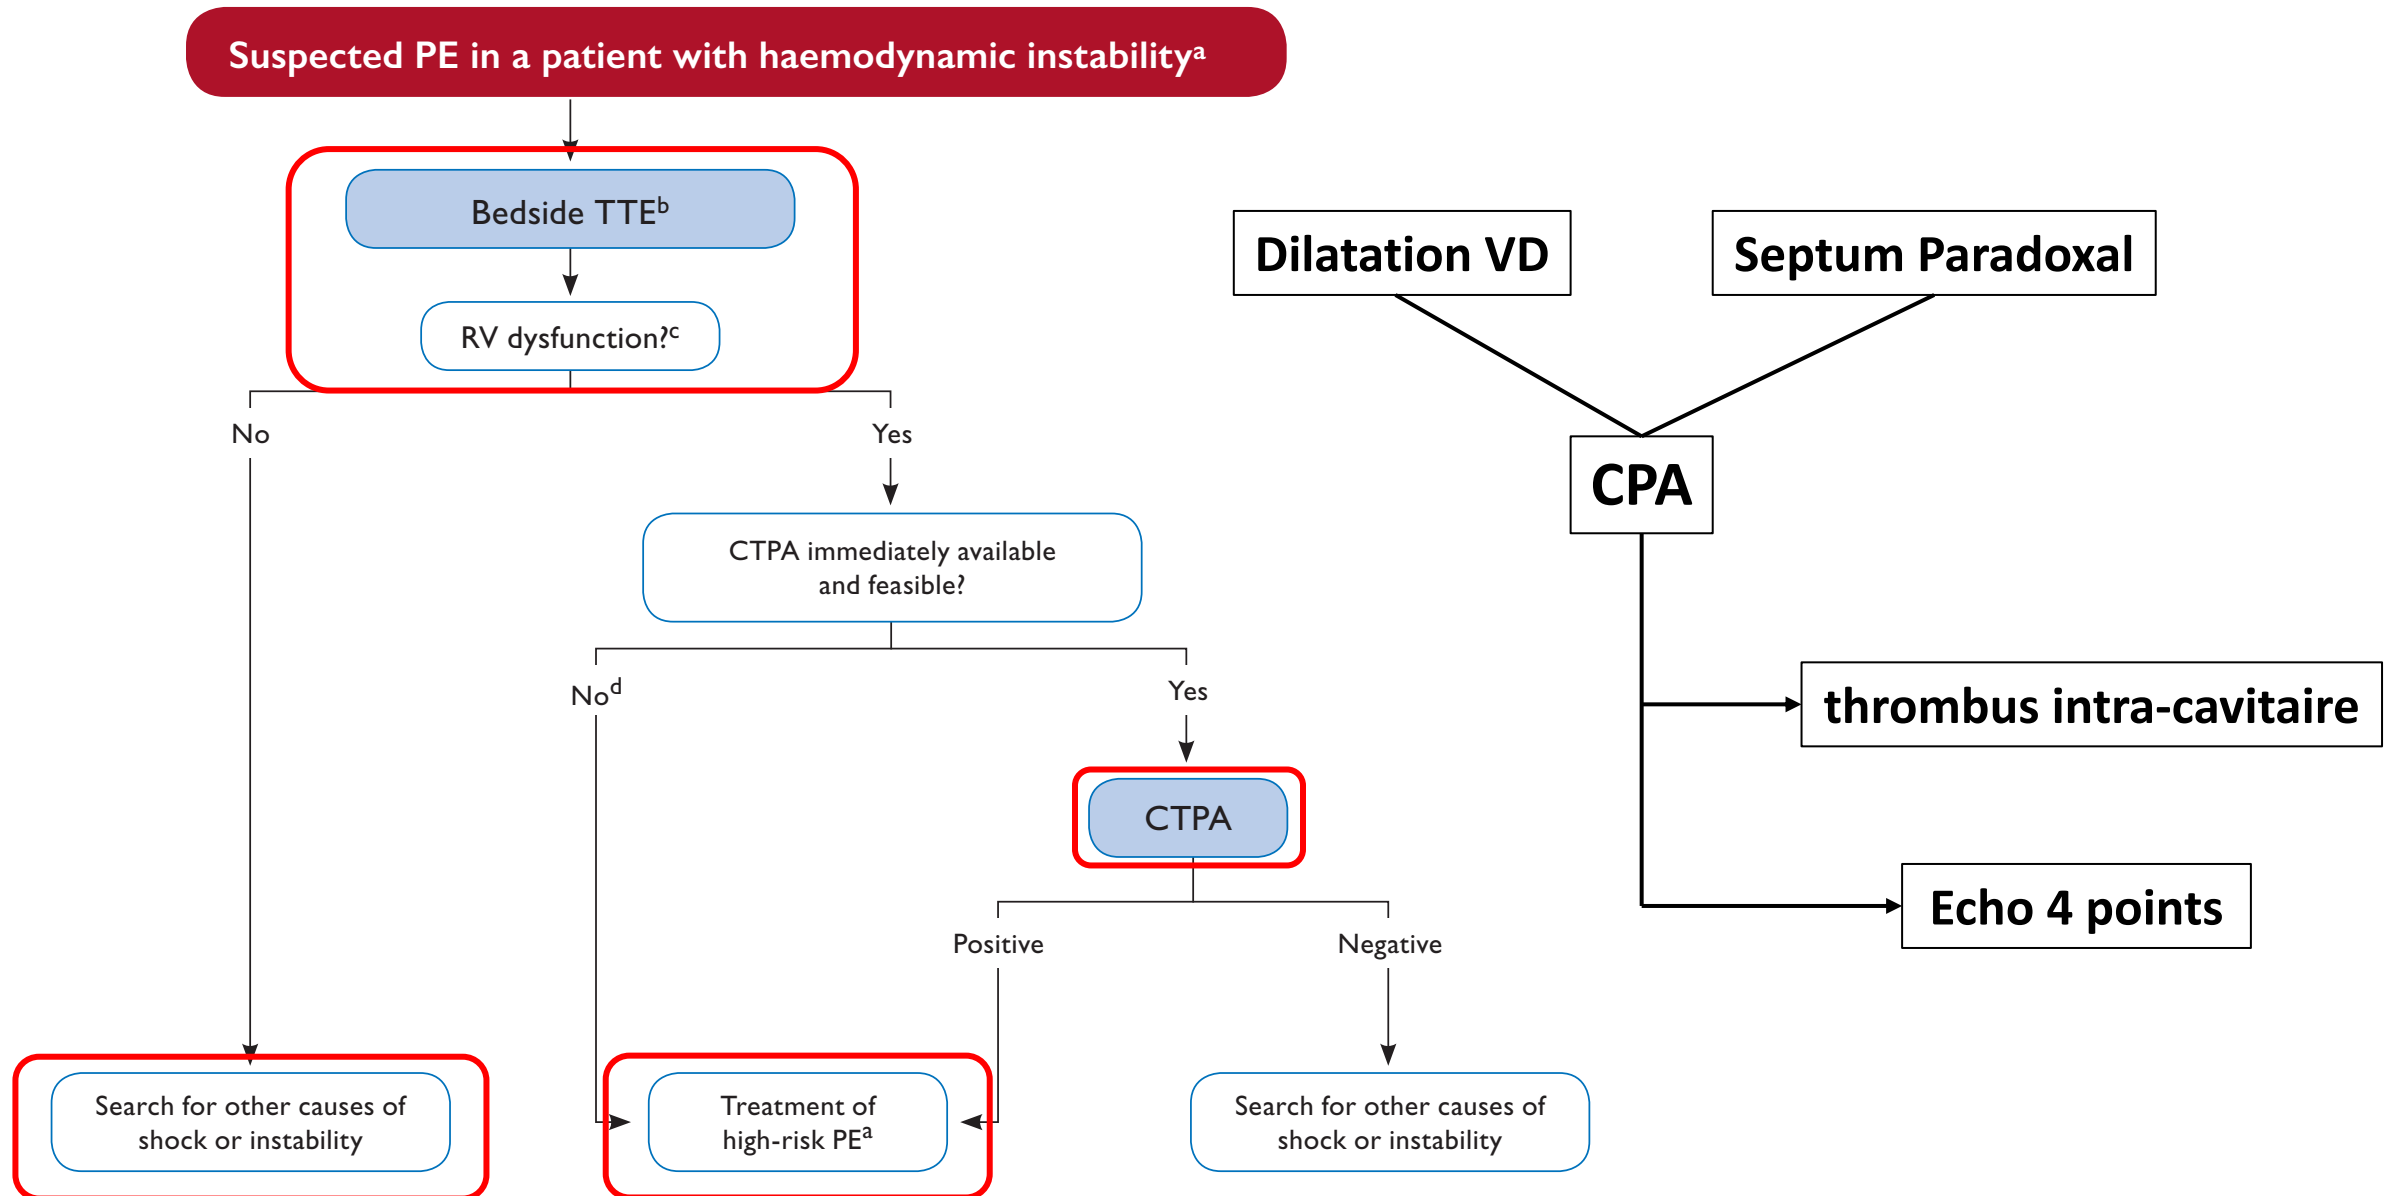 Suspected PE in a patient with haemodynamic instabilityᵃ
Bedside TTEᵇ
RV dysfunction?ᶜ
No
Yes
CTPA immediately available
and feasible?
Noᵈ
Yes
CTPA
Positive
Negative
Search for other causes of
shock or instability
Treatment of
high-risk PEᵃ
Search for other causes of
shock or instability
Dilatation VD
Septum Paradoxal
CPA
thrombus intra-cavitaire
Echo 4 points